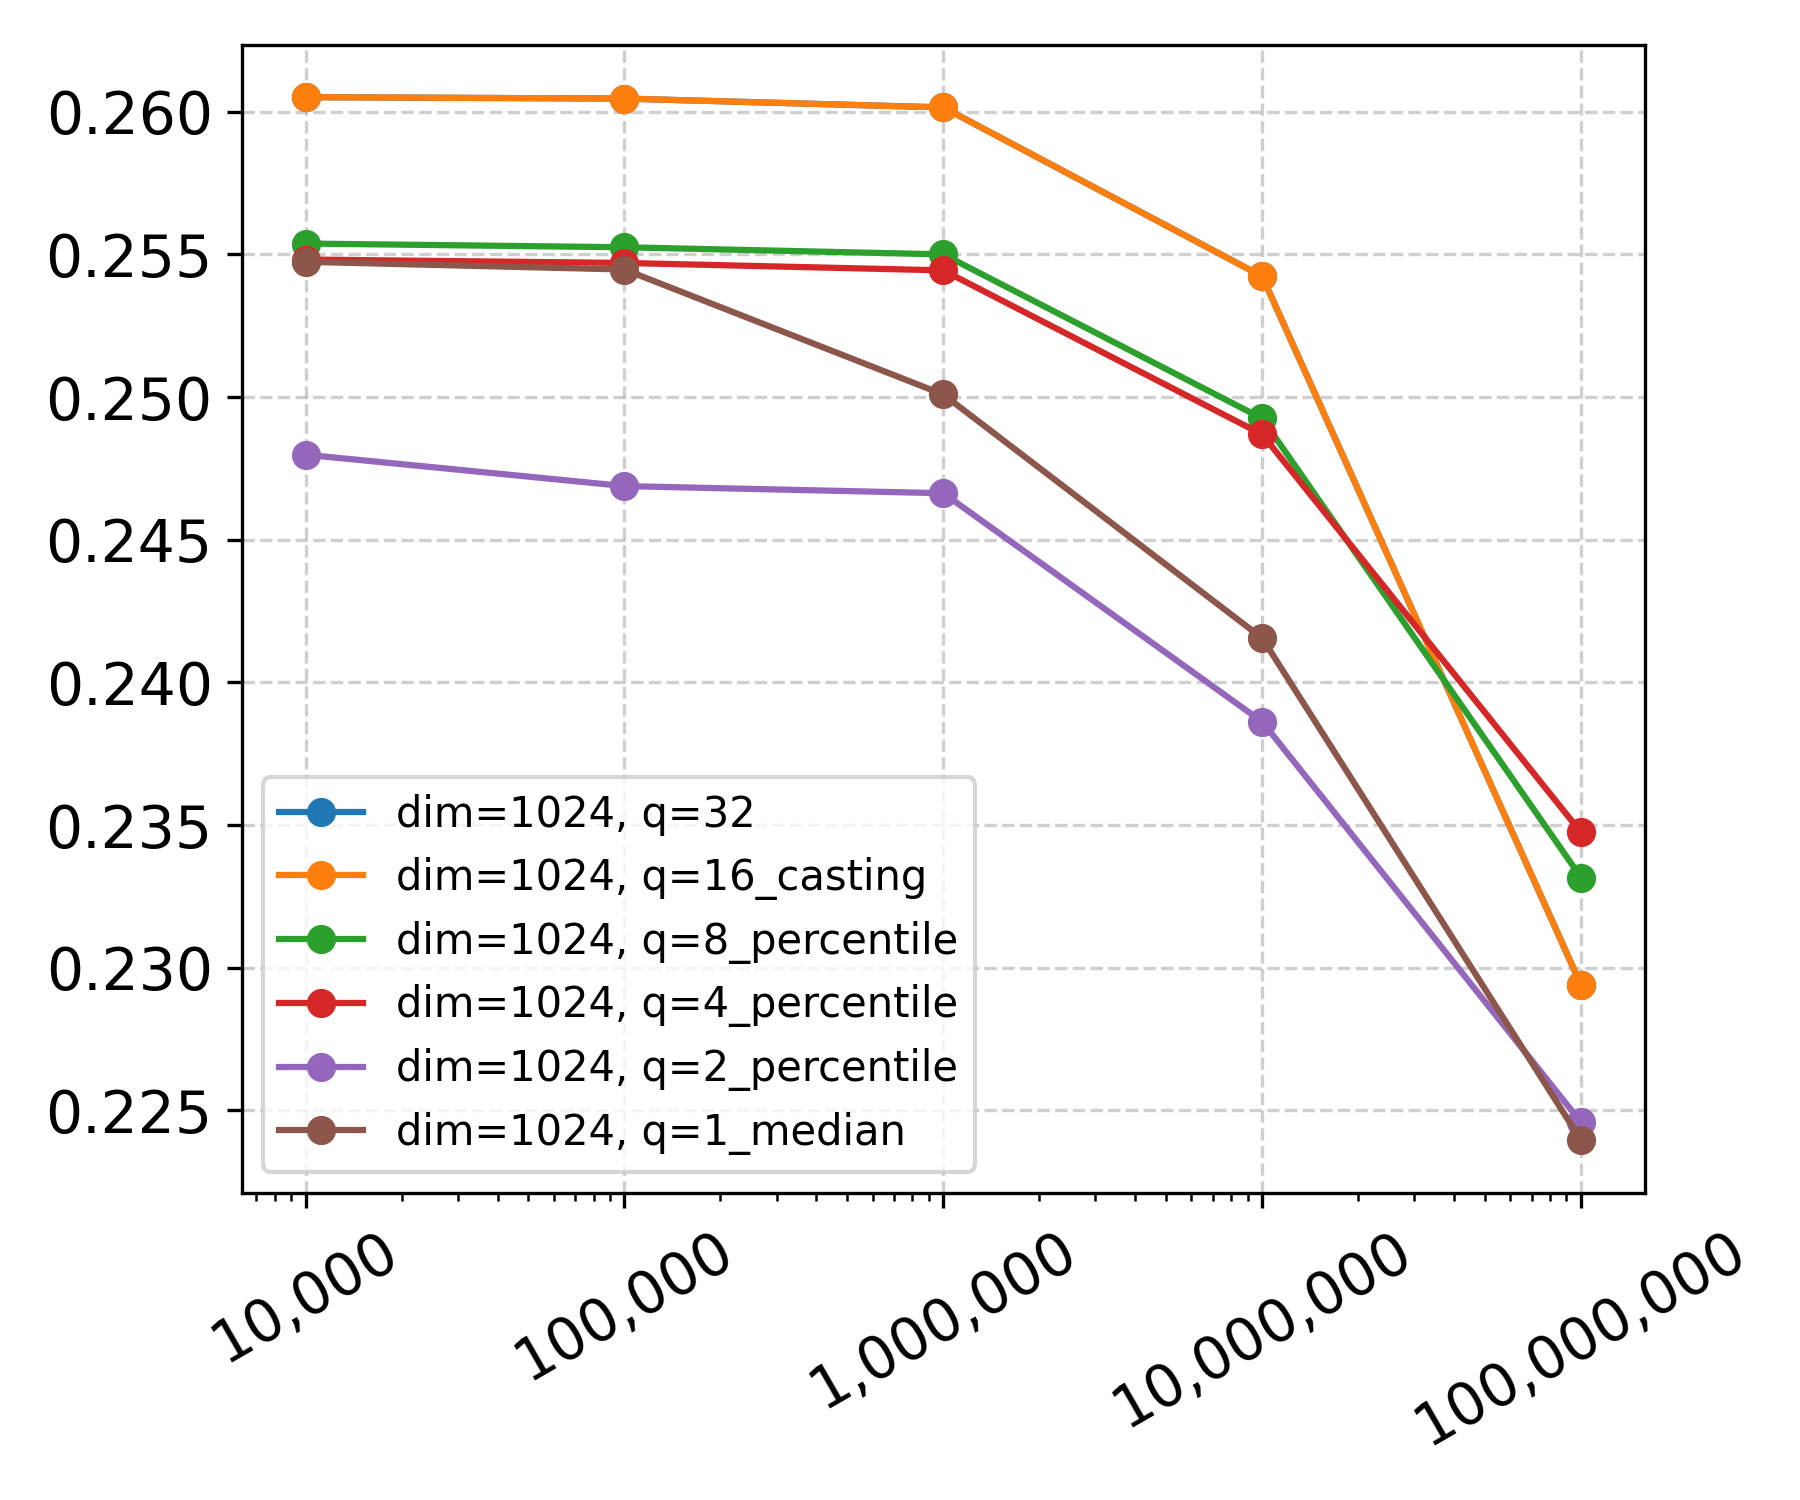 0.260
0.255
0.250
0.245
0.240
0.235
0.230
0.225
dim=1024, q=32
dim=1024, q=16_casting
dim=1024, q=8_percentile
dim=1024, q=4_percentile
dim=1024, q=2_percentile
dim=1024, q=1_median
10,000
100,000
1,000,000
10,000,000
100,000,000